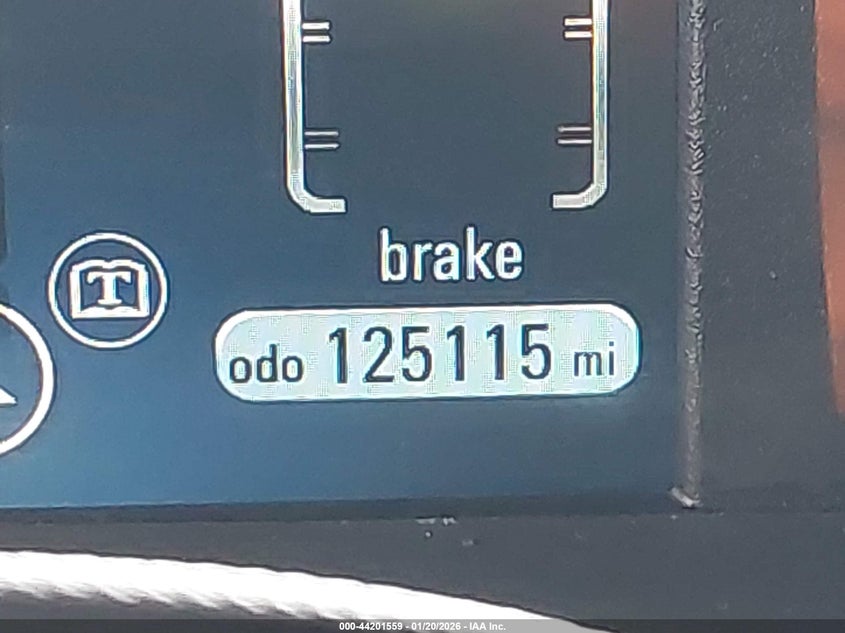 brake
T
odo 125115 mi
000-44201559 - 01/20/2026 - IAA Inc.